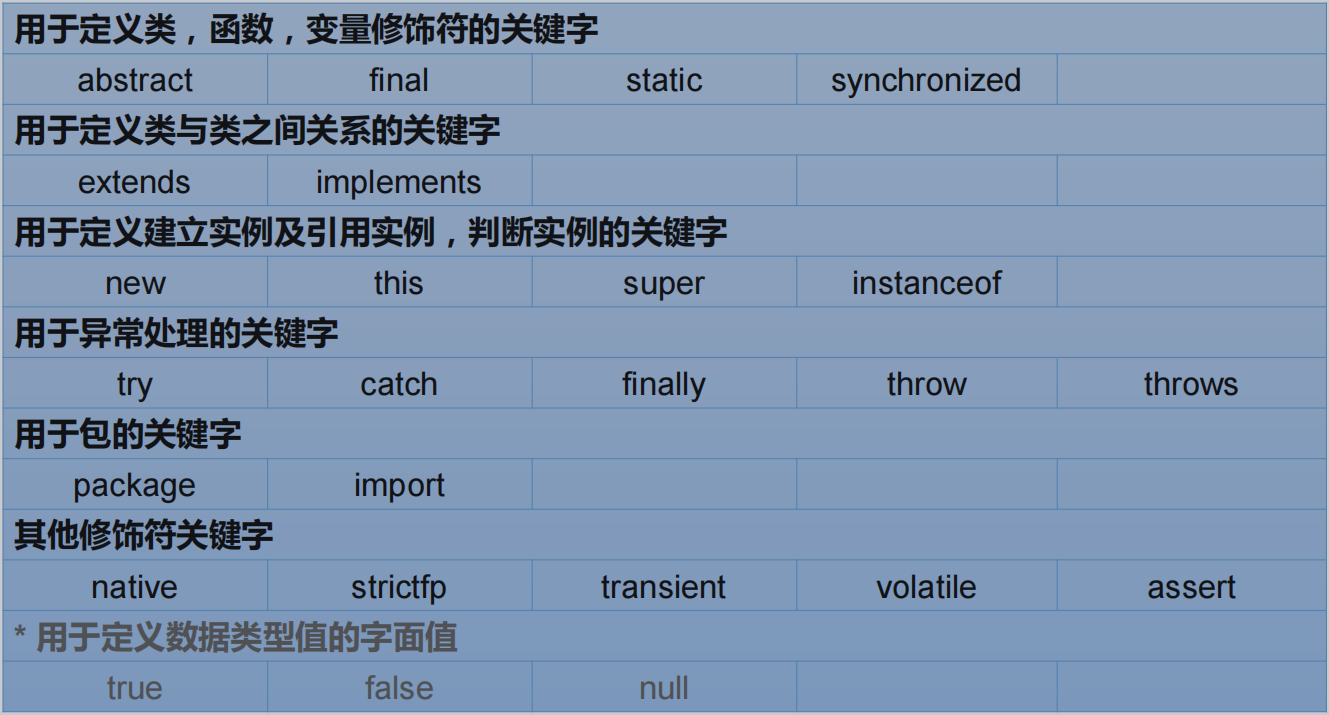 用于定义类，函数，变量修饰符的关键字
abstract final static synchronized
用于定义类与类之间关系的关键字
extends implements
用于定义建立实例及引用实例，判断实例的关键字
new this super instanceof
用于异常处理的关键字
try catch finally throw throws
用于包的关键字
package import
其他修饰符关键字
native strictfp transient volatile assert
* 用于定义数据类型值的字面值
true false null